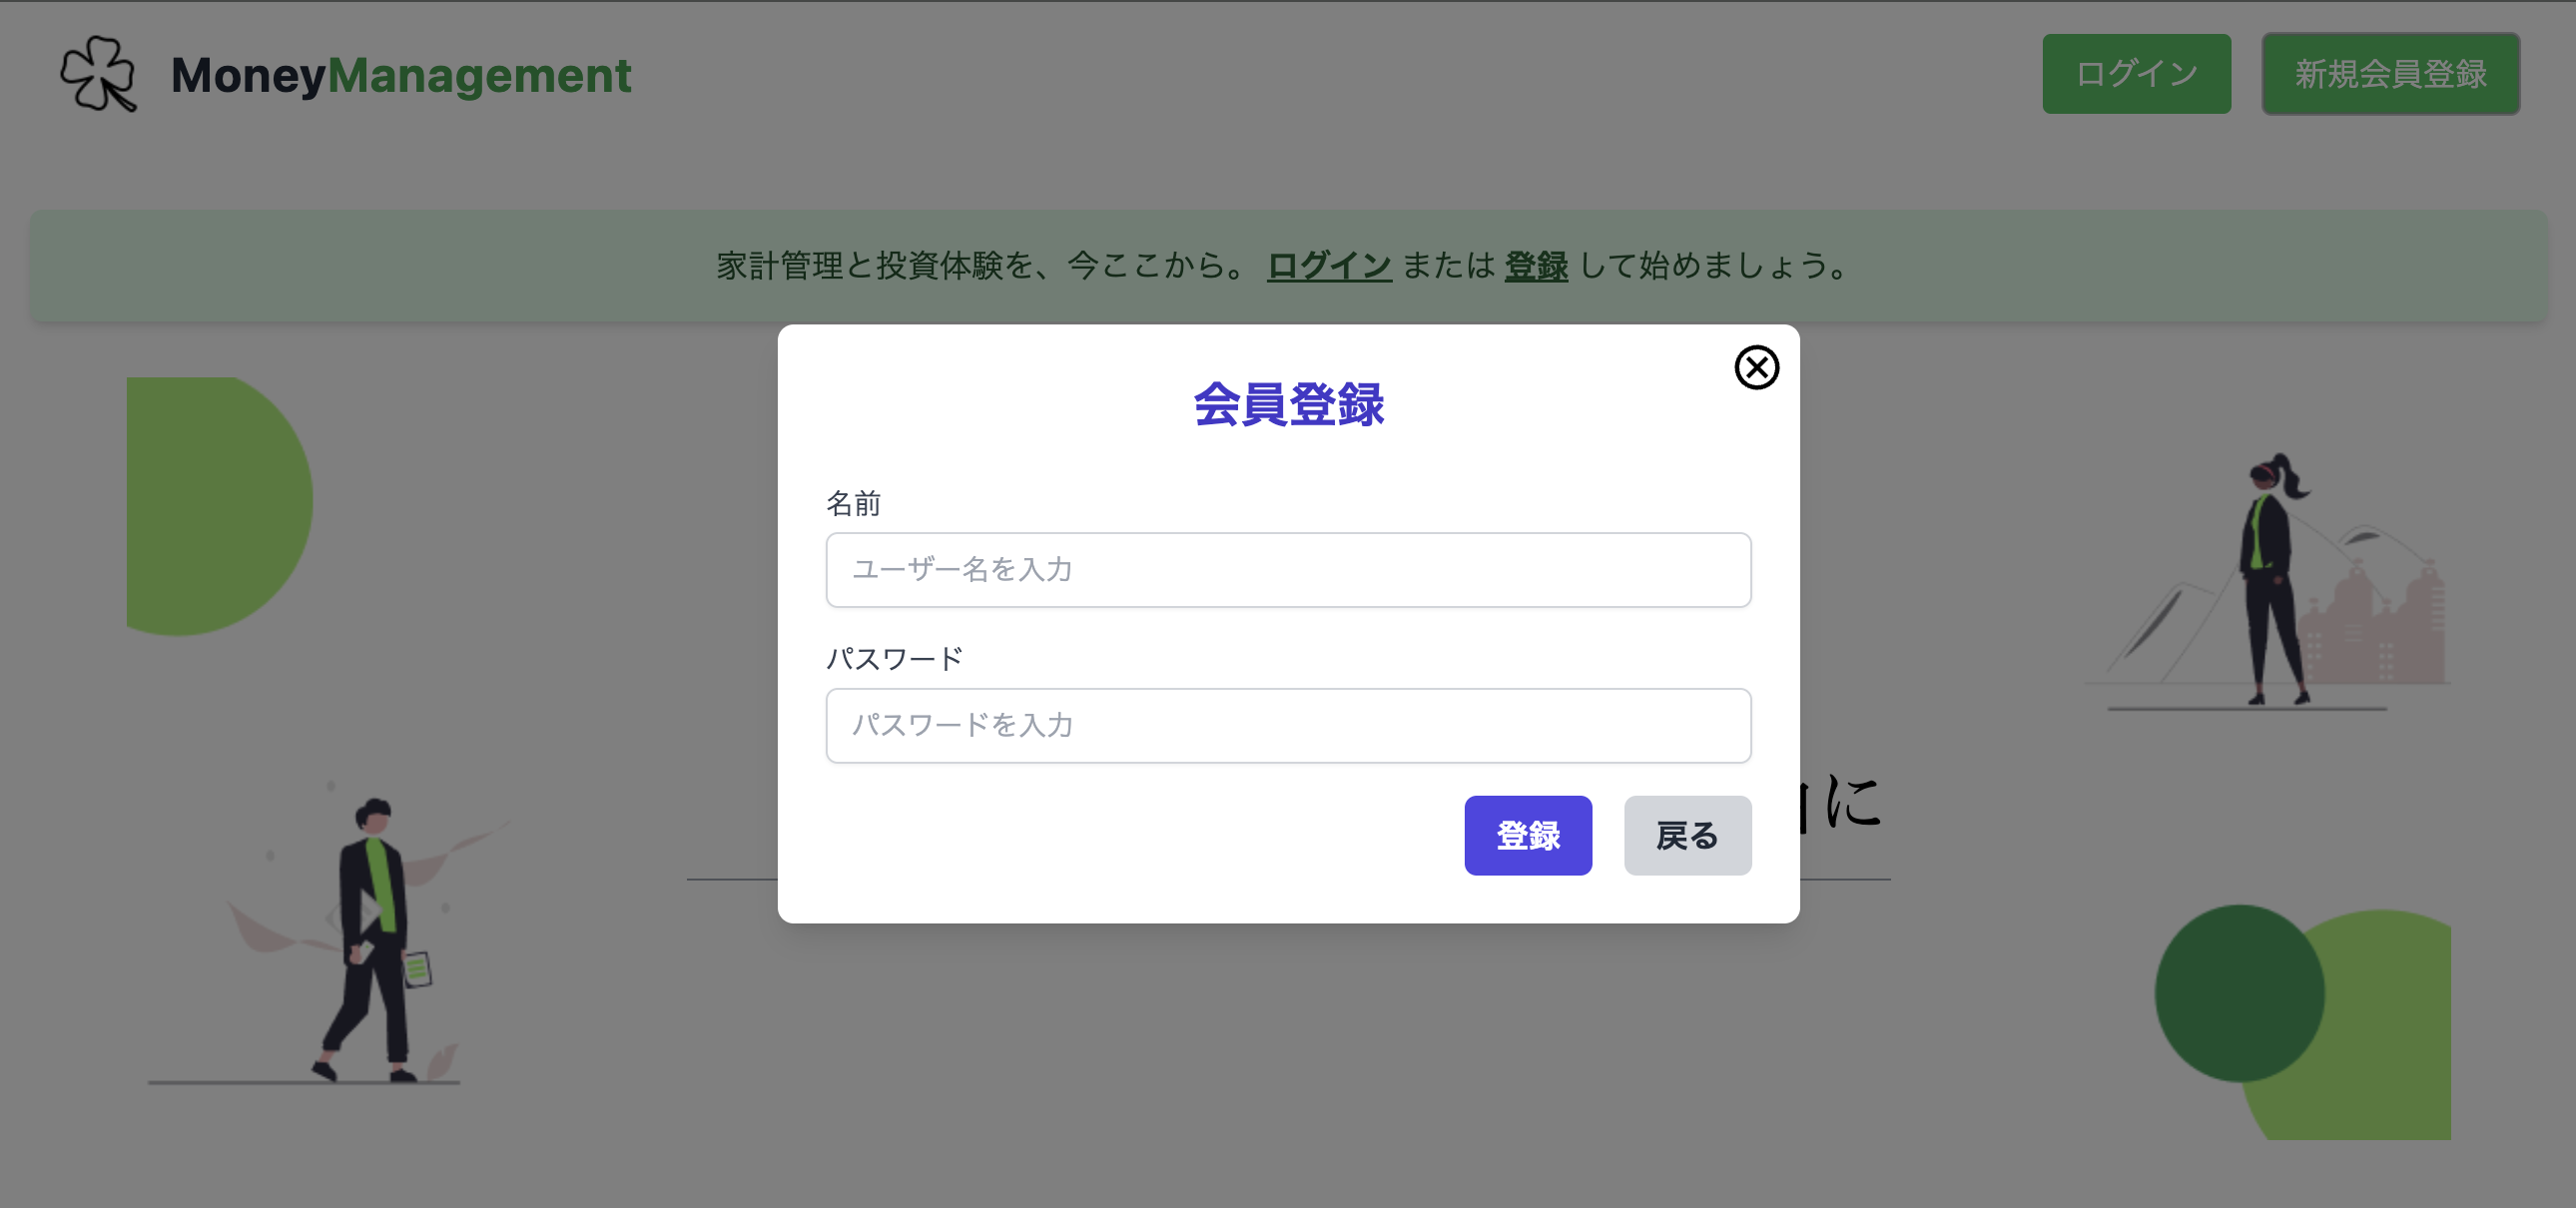 MoneyManagement
ログイン
新規会員登録
家計管理と投資体験を、今ここから。 ログイン または 登録 して始めましょう。
会員登録
名前
ユーザー名を入力
パスワード
パスワードを入力
に
登録
戻る